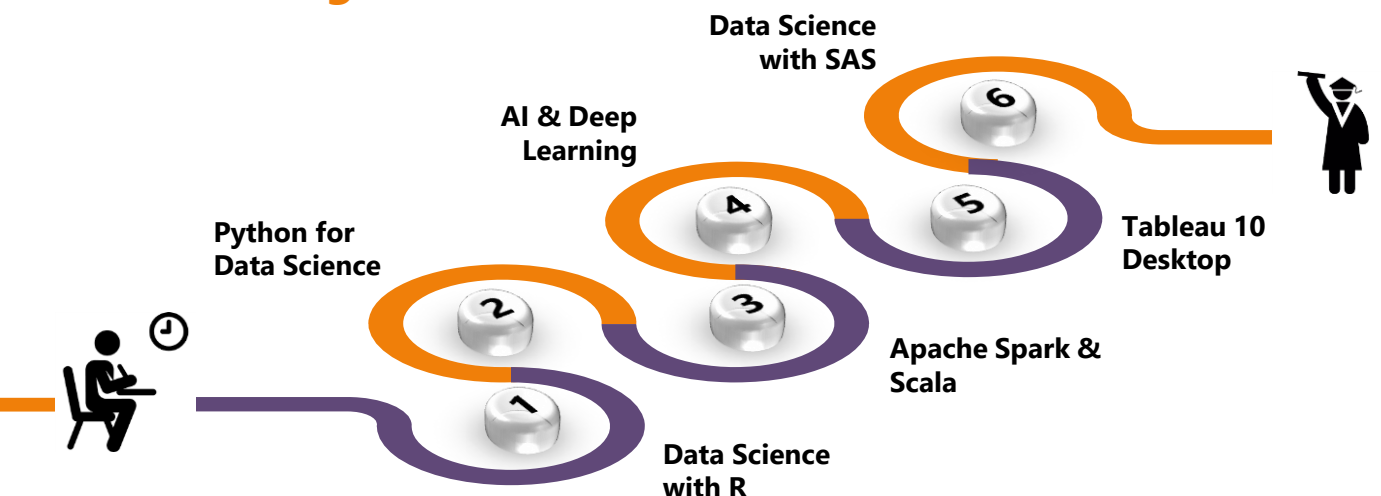 Data Science
with SAS
6
AI & Deep
Learning
4
5
Tableau 10
Desktop
Python for
Data Science
2
3
Apache Spark &
Scala
1
Data Science
with R